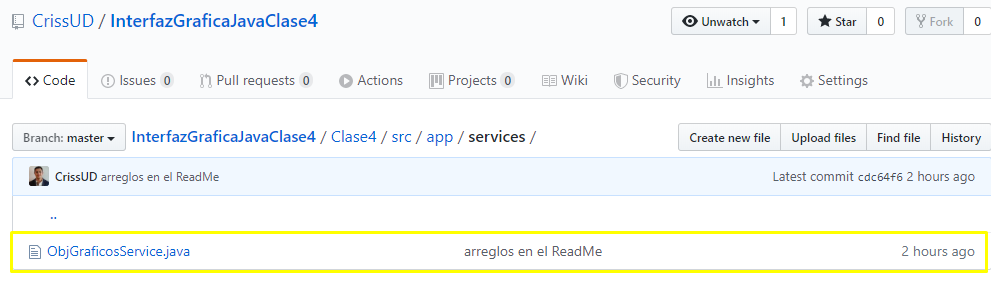 CrissUD / InterfazGraficaJavaClase4 Unwatch 1 Star 0 Fork 0
Code Issues 0 Pull requests 0 Actions Projects 0 Wiki Security Insights Settings
Branch: master InterfazGraficaJavaClase4 / Clase4 / src / app / services / Create new file Upload files Find file History
CrissUD arreglos en el ReadMe Latest commit cdc64f6 2 hours ago
..
ObjGraficosService.java arreglos en el ReadMe 2 hours ago